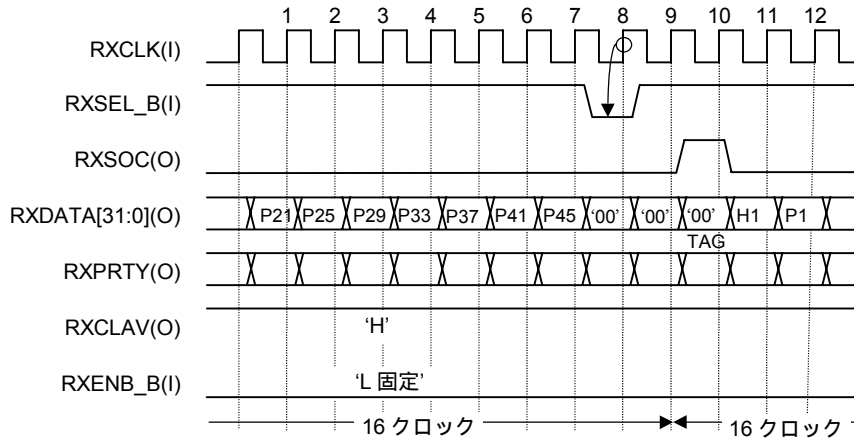 1 2 3 4 5 6 7 8 9 10 11 12
RXCLK(I)
RXSEL_B(I)
RXSOC(O)
RXDATA[31:0](O) P21 P25 P29 P33 P37 P41 P45 '00' '00' '00' H1 P1
TAG
RXPRTY(O)
RXCLAV(O) 'H'
RXENB_B(I) 'L 固定'
16 クロック 16 クロック